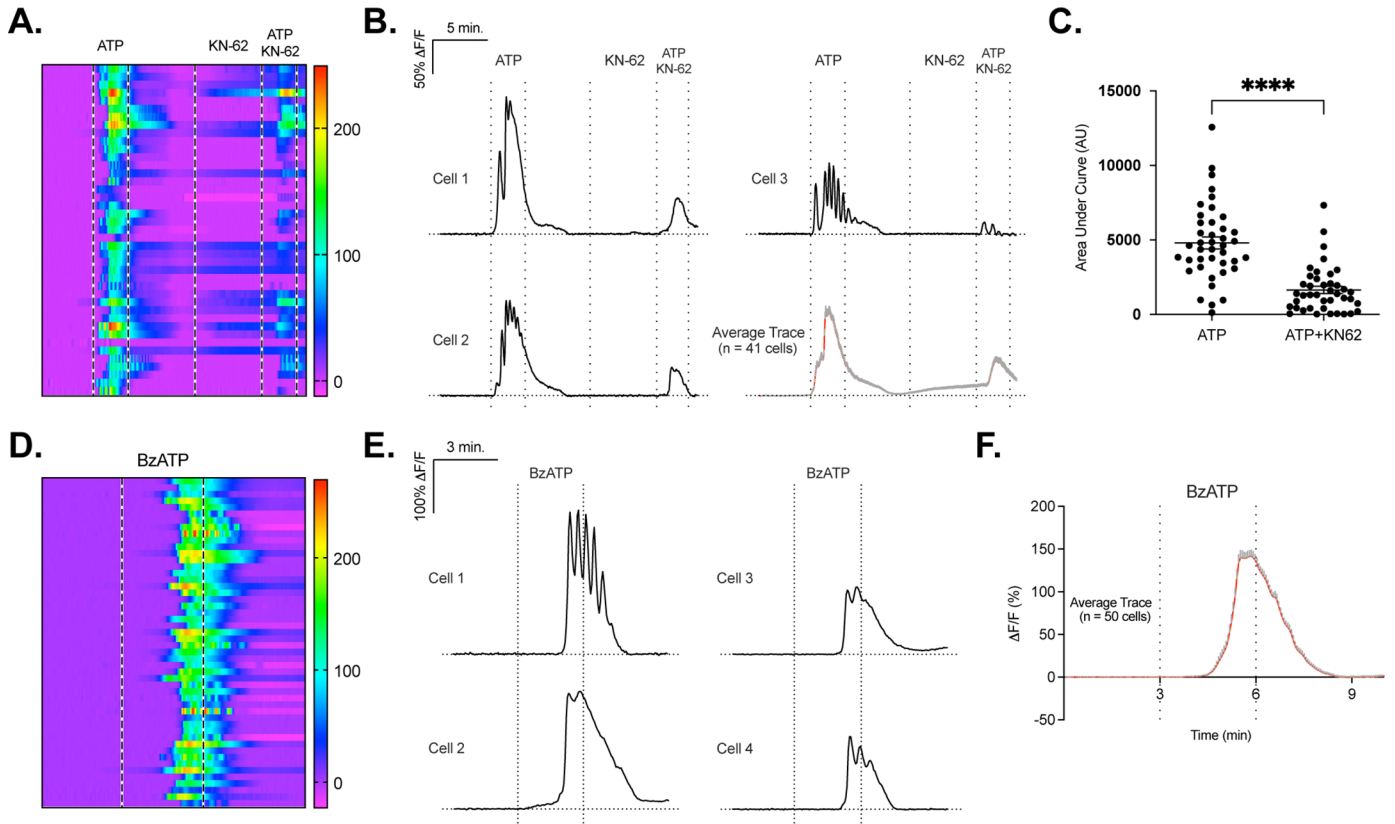 A.
ATP
KN-62
ATP
KN-62
200
100
0
B.
5 min.
50% ΔF/F
ATP
KN-62
ATP
KN-62
Cell 1
Cell 2
ATP
KN-62
ATP
KN-62
Cell 3
Average Trace
(n = 41 cells)
C.
****
15000
10000
5000
0
Area Under Curve (AU)
ATP
ATP+KN62
D.
BzATP
200
100
0
E.
3 min.
100% ΔF/F
BzATP
Cell 1
Cell 2
BzATP
Cell 3
Cell 4
F.
BzATP
200
150
100
50
0
-50
ΔF/F (%)
Average Trace
(n = 50 cells)
3
6
9
Time (min)